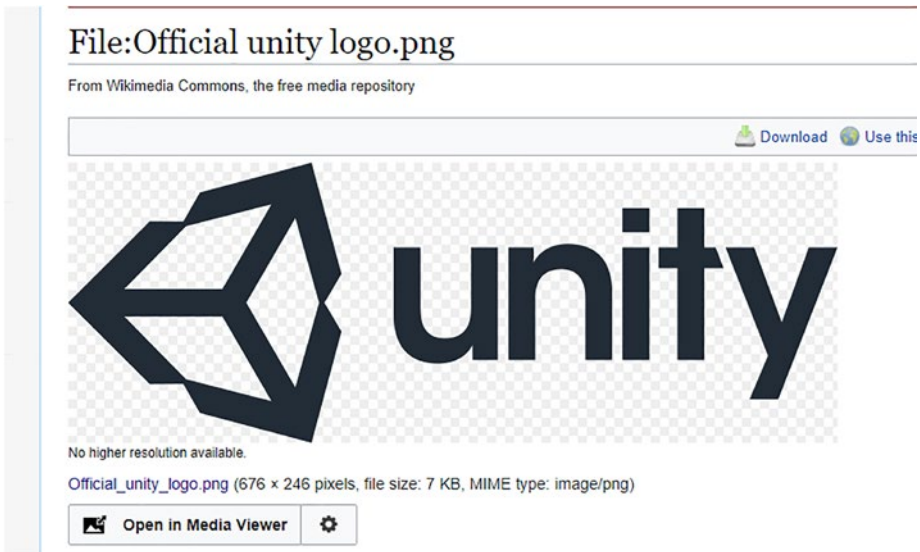 File:Official unity logo.png
From Wikimedia Commons, the free media repository
Download Use this
unity
No higher resolution available.
Official_unity_logo.png (676 × 246 pixels, file size: 7 KB, MIME type: image/png)
Open in Media Viewer